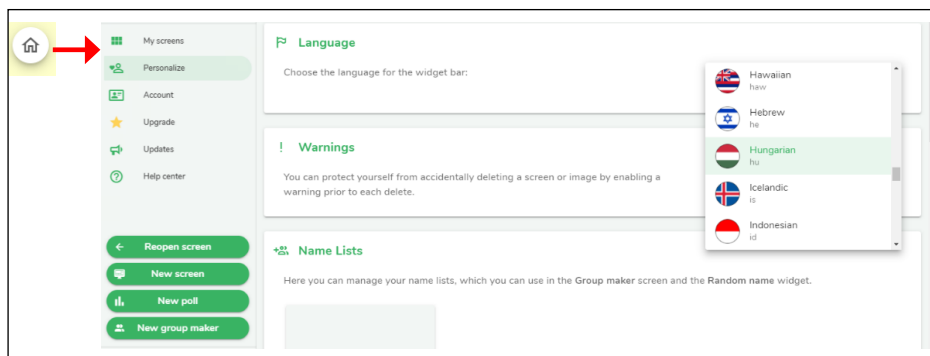 My screens
Personalize
Account
Upgrade
Updates
Help center
Reopen screen
New screen
New poll
New group maker
Language
Choose the language for the widget bar:
Hawaiian
haw
Hebrew
he
Hungarian
hu
Icelandic
is
Indonesian
id
! Warnings
You can protect yourself from accidentally deleting a screen or image by enabling a
warning prior to each delete.
Name Lists
Here you can manage your name lists, which you can use in the Group maker screen and the Random name widget.